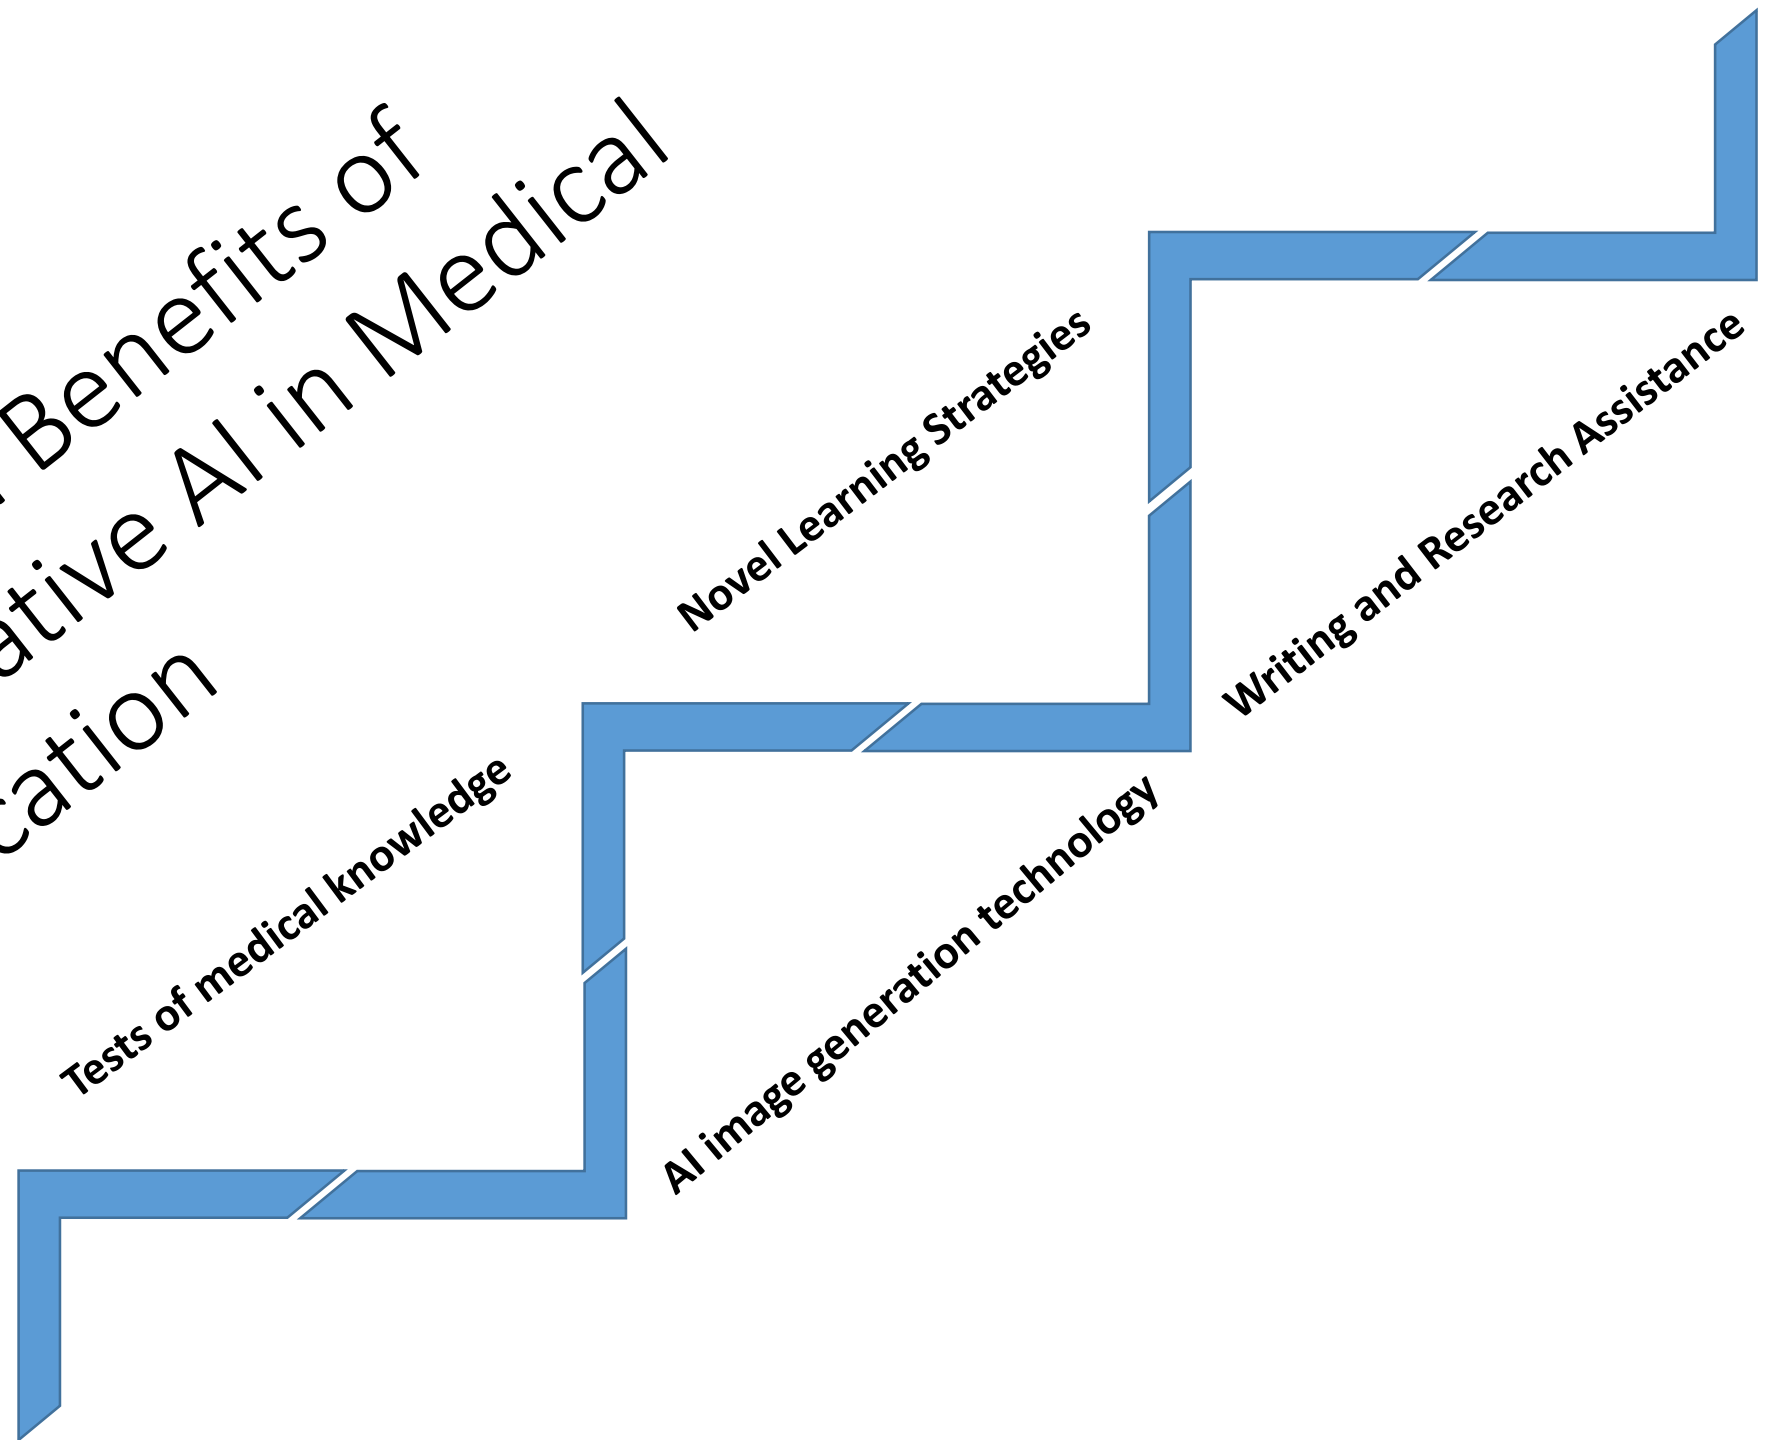 Benefits of
ative AI in Medical
cation
Tests of medical knowledge
Novel Learning Strategies
AI image generation technology
Writing and Research Assistance